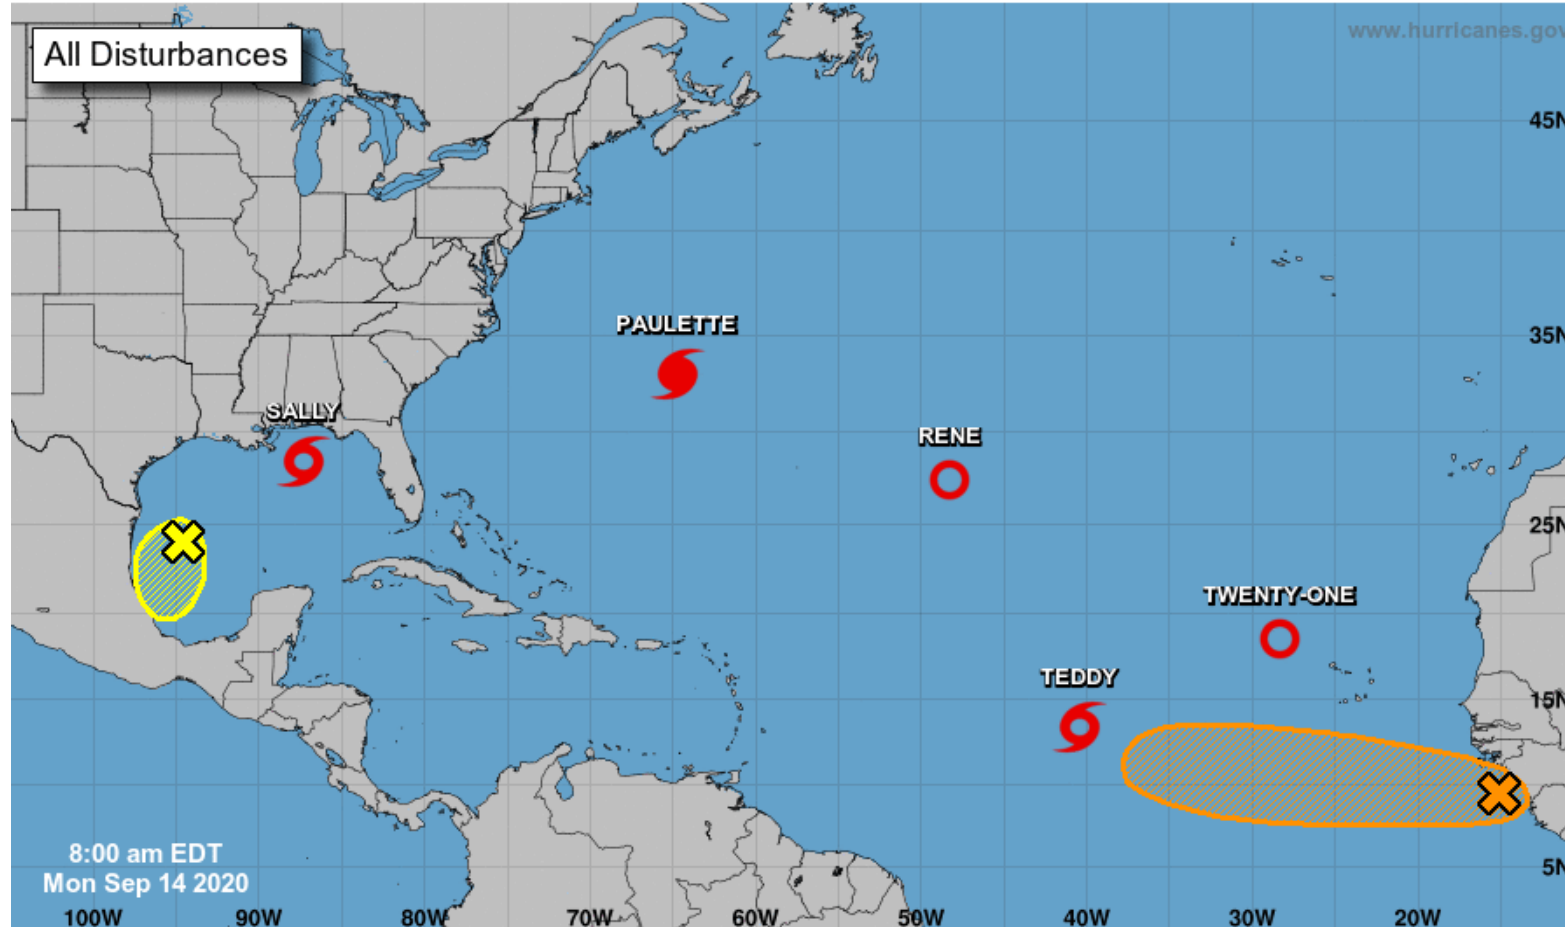 All Disturbances
www.hurricanes.gov
45N
PAULETTE
35N
SALLY
RENE
25N
TWENTY-ONE
TEDDY
15N
8:00 am EDT
Mon Sep 14 2020
5N
100W 90W 80W 70W 60W 50W 40W 30W 20W